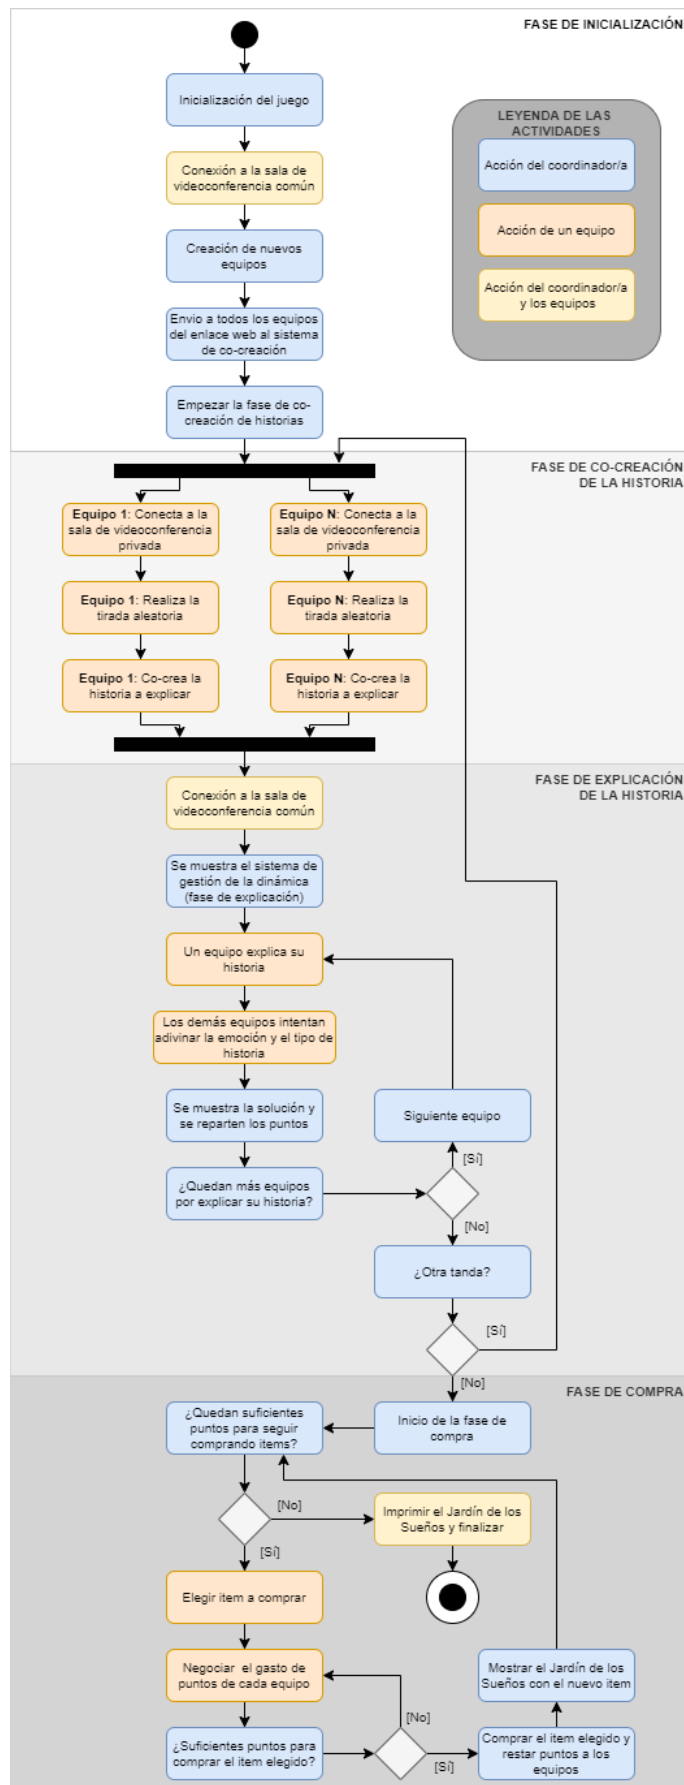 FASE DE INICIALIZACIÓN
Inicialización del juego
LEYENDA DE LAS
ACTIVIDADES
Acción del coordinador/a
Acción de un equipo
Acción del coordinador/a
y los equipos
Conexión a la sala de
videoconferencia común
Creación de nuevos
equipos
Envio a todos los equipos
del enlace web al sistema
de co-creación
Empezar la fase de co-
creación de historias
FASE DE CO-CREACIÓN
DE LA HISTORIA
Equipo 1: Conecta a la
sala de videoconferencia
privada
Equipo N: Conecta a la
sala de videoconferencia
privada
Equipo 1: Realiza la
tirada aleatoria
Equipo N: Realiza la
tirada aleatoria
Equipo 1: Co-crea la
historia a explicar
Equipo N: Co-crea la
historia a explicar
FASE DE EXPLICACIÓN
DE LA HISTORIA
Conexión a la sala de
videoconferencia común
Se muestra el sistema de
gestión de la dinámica
(fase de explicación)
Un equipo explica su
historia
Los demás equipos intentan
adivinar la emoción y el tipo de
historia
Se muestra la solución y
se reparten los puntos
Siguiente equipo
[Sí]
¿Quedan más equipos
por explicar su historia?
[No]
¿Otra tanda?
[Sí]
[No]
FASE DE COMPRA
¿Quedan suficientes
puntos para seguir
comprando items?
Inicio de la fase de
compra
[No]
Imprimir el Jardín de los
Sueños y finalizar
[Sí]
Elegir item a comprar
Negociar el gasto de
puntos de cada equipo
Mostrar el Jardín de los
Sueños con el nuevo item
[No]
¿Suficientes puntos para
comprar el item elegido?
[Sí]
Comprar el item elegido y
restar puntos a los
equipos